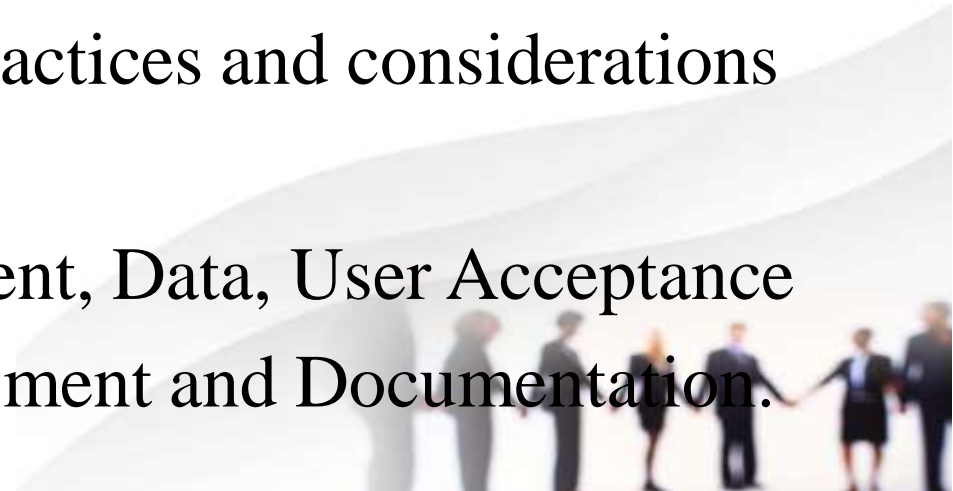 actices and considerations
ent, Data, User Acceptance
ment and Documentation.